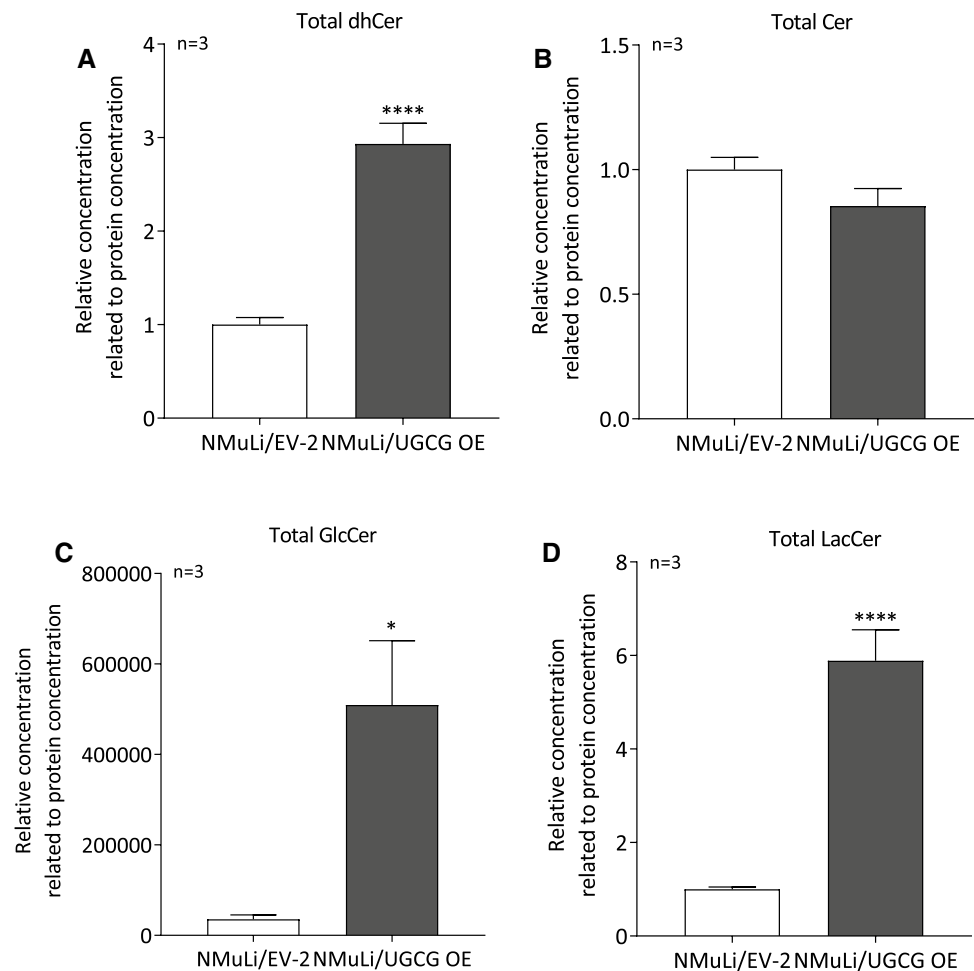 A
Total dhCer
n=3
Relative concentration
related to protein concentration
4
3
2
1
0
****
NMuLi/EV-2 NMuLi/UGCG OE
B
Total Cer
n=3
Relative concentration
related to protein concentration
1.5
1.0
0.5
0.0
NMuLi/EV-2 NMuLi/UGCG OE
C
Total GlcCer
n=3
Relative concentration
related to protein concentration
800000
600000
400000
200000
0
*
NMuLi/EV-2 NMuLi/UGCG OE
D
Total LacCer
n=3
Relative concentration
related to protein concentration
8
6
4
2
0
****
NMuLi/EV-2 NMuLi/UGCG OE